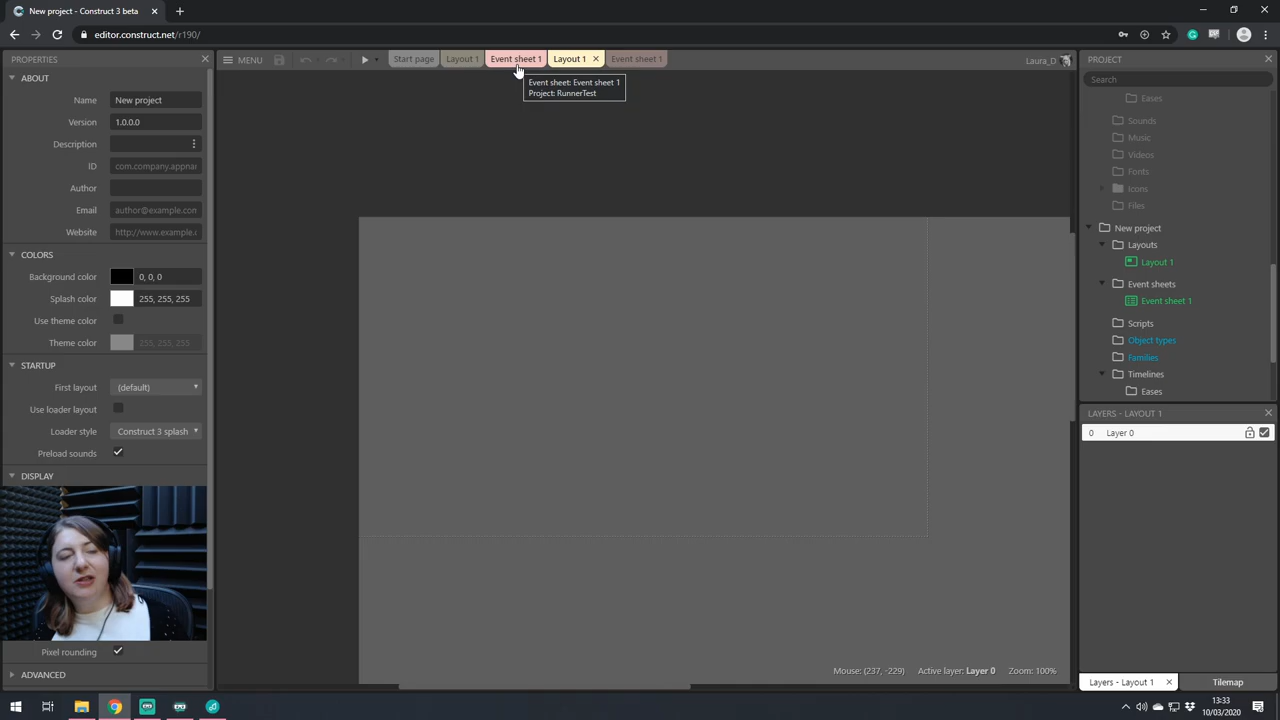 New project - Construct 3 beta
editor.construct.net/r190/
PROPERTIES
MENU
Start page
Layout 1
Event sheet 1
Layout 1
Event sheet 1
Laura_D
PROJECT
Event sheet: Event sheet 1
Project: RunnerTest
ABOUT
Name
New project
Version
1.0.0.0
Description
ID
com.company.appnar
Author
Email
author@example.con
Website
http://www.example.c
COLORS
Background color
0, 0, 0
Splash color
255, 255, 255
Use theme color
Theme color
255, 255, 255
STARTUP
First layout
(default)
Use loader layout
Loader style
Construct 3 splash
Preload sounds
DISPLAY
Pixel rounding
ADVANCED
Mouse: (237, -229)
Active layer: Layer 0
Zoom: 100%
Search
Eases
Sounds
Music
Videos
Fonts
Icons
Files
New project
Layouts
Layout 1
Event sheets
Event sheet 1
Scripts
Object types
Families
Timelines
Eases
LAYERS - LAYOUT 1
0 Layer 0
Layers - Layout 1
Tilemap
13:33
10/03/2020